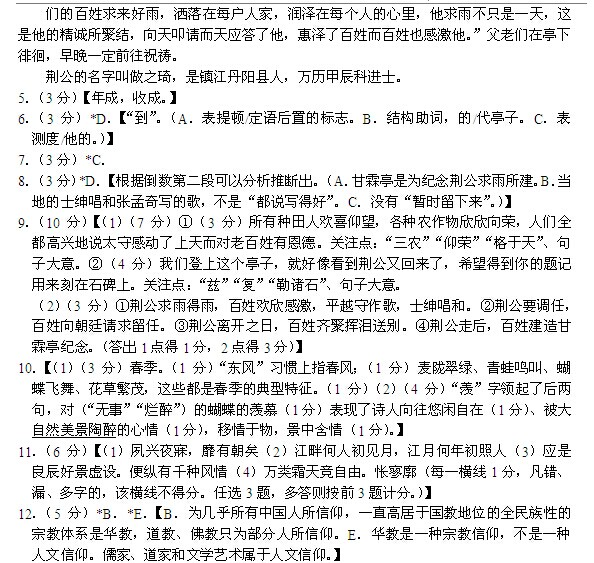 们的百姓求来好雨，洒落在每户人家，润泽在每个人的心里，他求雨不只是一天，这
是他的精诚所聚结，向天叩请而天应答了他，惠泽了百姓而百姓也感激他。”父老们在亭下
徘徊，早晚一定前往祝祷。
荆公的名字叫做之琦，是镇江丹阳县人，万历甲辰科进士。
5.（3分）【年成，收成。】
6.（3分）*D.【“到”。（A. 表提顿/定语后置的标志。B. 结构助词，的/代亭子。C. 表
测度/他的。）】
7.（3分）*C.
8.（3分）*D.【根据倒数第二段可以分析推断出。（A. 甘霖亭是为纪念荆公求雨所建。B. 当
地的士绅唱和张孟奇写的歌，不是“都说写得好”。C. 没有“暂时留下来”。）】
9.（10分）【（1）（7分）①（3分）所有种田人欢喜仰望，各种农作物欣欣向荣，人们全
都高兴地说太守感动了上天而对老百姓有恩德。关注点：“三农”“仰荣”“格于天”、句
子大意。②（4分）我们登上这个亭子，就好像看到荆公又回来了，希望得到你的题记
用来刻在石碑上。关注点：“兹”“复”“勒诸石”、句子大意。
（2）（3分）①荆公求雨得雨，百姓欢欣感激，平越守作歌，士绅唱和。②荆公要调任，
百姓向朝廷请求留任。③荆公离开之日，百姓齐聚挥泪送别。④荆公走后，百姓建造甘
霖亭纪念。（答出1点得1分，2点得3分）】
10.【（1）（3分）春季。（1分）“东风”习惯上指春风；（1分）麦陇翠绿、青蛙鸣叫、蝴
蝶飞舞、花草繁茂，这些都是春季的典型特征。（1分）（2）（4分）“羡”字领起了后两
句，对（“无事”“烂醉”）的蝴蝶的羡慕（1分）表现了诗人向往悠闲自在（1分）、被大
自然美景陶醉的心情（1分），移情于物，景中含情（1分）。】
11.（6分）【（1）夙兴夜寐，靡有朝矣（2）江畔何人初见月，江月何年初照人（3）应是
良辰好景虚设。便纵有千种风情（4）万类霜天竞自由。怅寥廓（每一横线1分，凡错、
漏、多字的，该横线不得分。任选3题，多答则按前3题计分。）】
12.（5分）*B. *E.【B. 为几乎所有中国人所信仰，一直高居于国教地位的全民族性的
宗教体系是华教，道教、佛教只为部分人所信仰。E. 华教是一种宗教信仰，不是一种
人文信仰。儒家、道家和文学艺术属于人文信仰。】